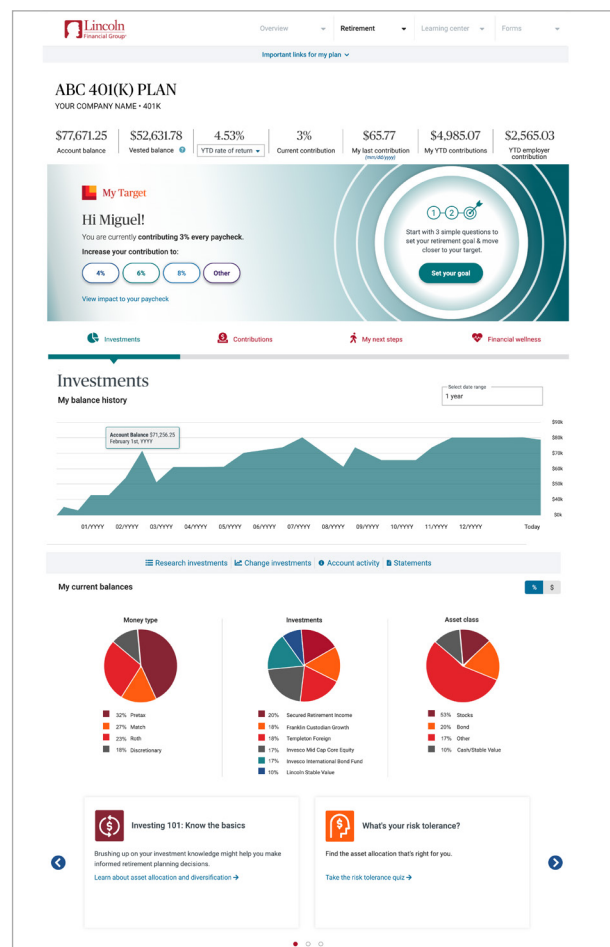 Lincoln
Financial Group®
Overview
Retirement
Learning center
Forms
Important links for my plan
ABC 401(K) PLAN
YOUR COMPANY NAME • 401K
$77,671.25
Account balance
$52,631.78
Vested balance ?
4.53%
YTD rate of return
3%
Current contribution
$65.77
My last contribution
(mm/dd/yyyy)
$4,985.07
My YTD contributions
$2,565.03
YTD employer
contribution
My Target
Hi Miguel!
You are currently contributing 3% every paycheck.
Increase your contribution to:
4%
6%
8%
Other
View impact to your paycheck
1 2
Start with 3 simple questions to
set your retirement goal & move
closer to your target.
Set your goal
Investments
Contributions
My next steps
Financial wellness
Investments
My balance history
Select date range
1 year
Account Balance $71,256.25
February 1st, YYYY
$90k
$80k
$70k
$60k
$50k
$40k
$0k
01/YYYY
02/YYYY
03/YYYY
04/YYYY
05/YYYY
06/YYYY
07/YYYY
08/YYYY
09/YYYY
10/YYYY
11/YYYY
12/YYYY
Today
Research investments
Change investments
Account activity
Statements
My current balances
%
$
Money type
32% Pretax
27% Match
23% Roth
18% Discretionary
Investments
20% Secured Retirement Income
18% Franklin Custodian Growth
18% Templeton Foreign
17% Invesco Mid Cap Core Equity
17% Invesco International Bond Fund
10% Lincoln Stable Value
Asset class
53% Stocks
20% Bond
17% Other
10% Cash/Stable Value
Investing 101: Know the basics
Brushing up on your investment knowledge might help you make
informed retirement planning decisions.
Learn about asset allocation and diversification →
What's your risk tolerance?
Find the asset allocation that's right for you.
Take the risk tolerance quiz →